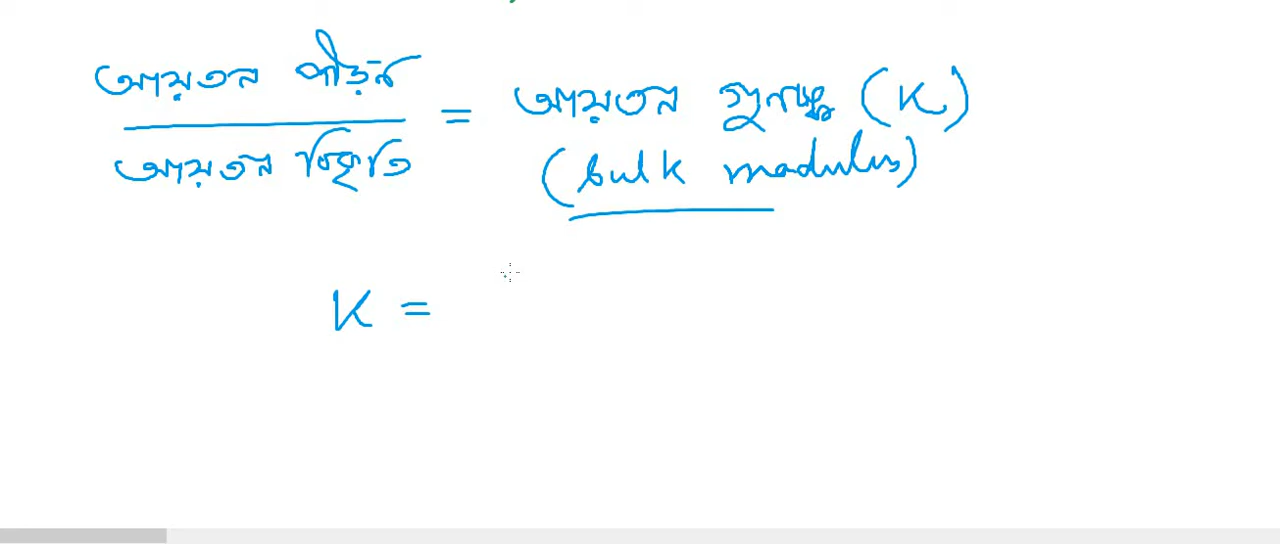 আয়তন পীড়ন
আয়তন বিকৃতি
= আয়তন গুনাঙ্ক (K)
(bulk modulus)
K =